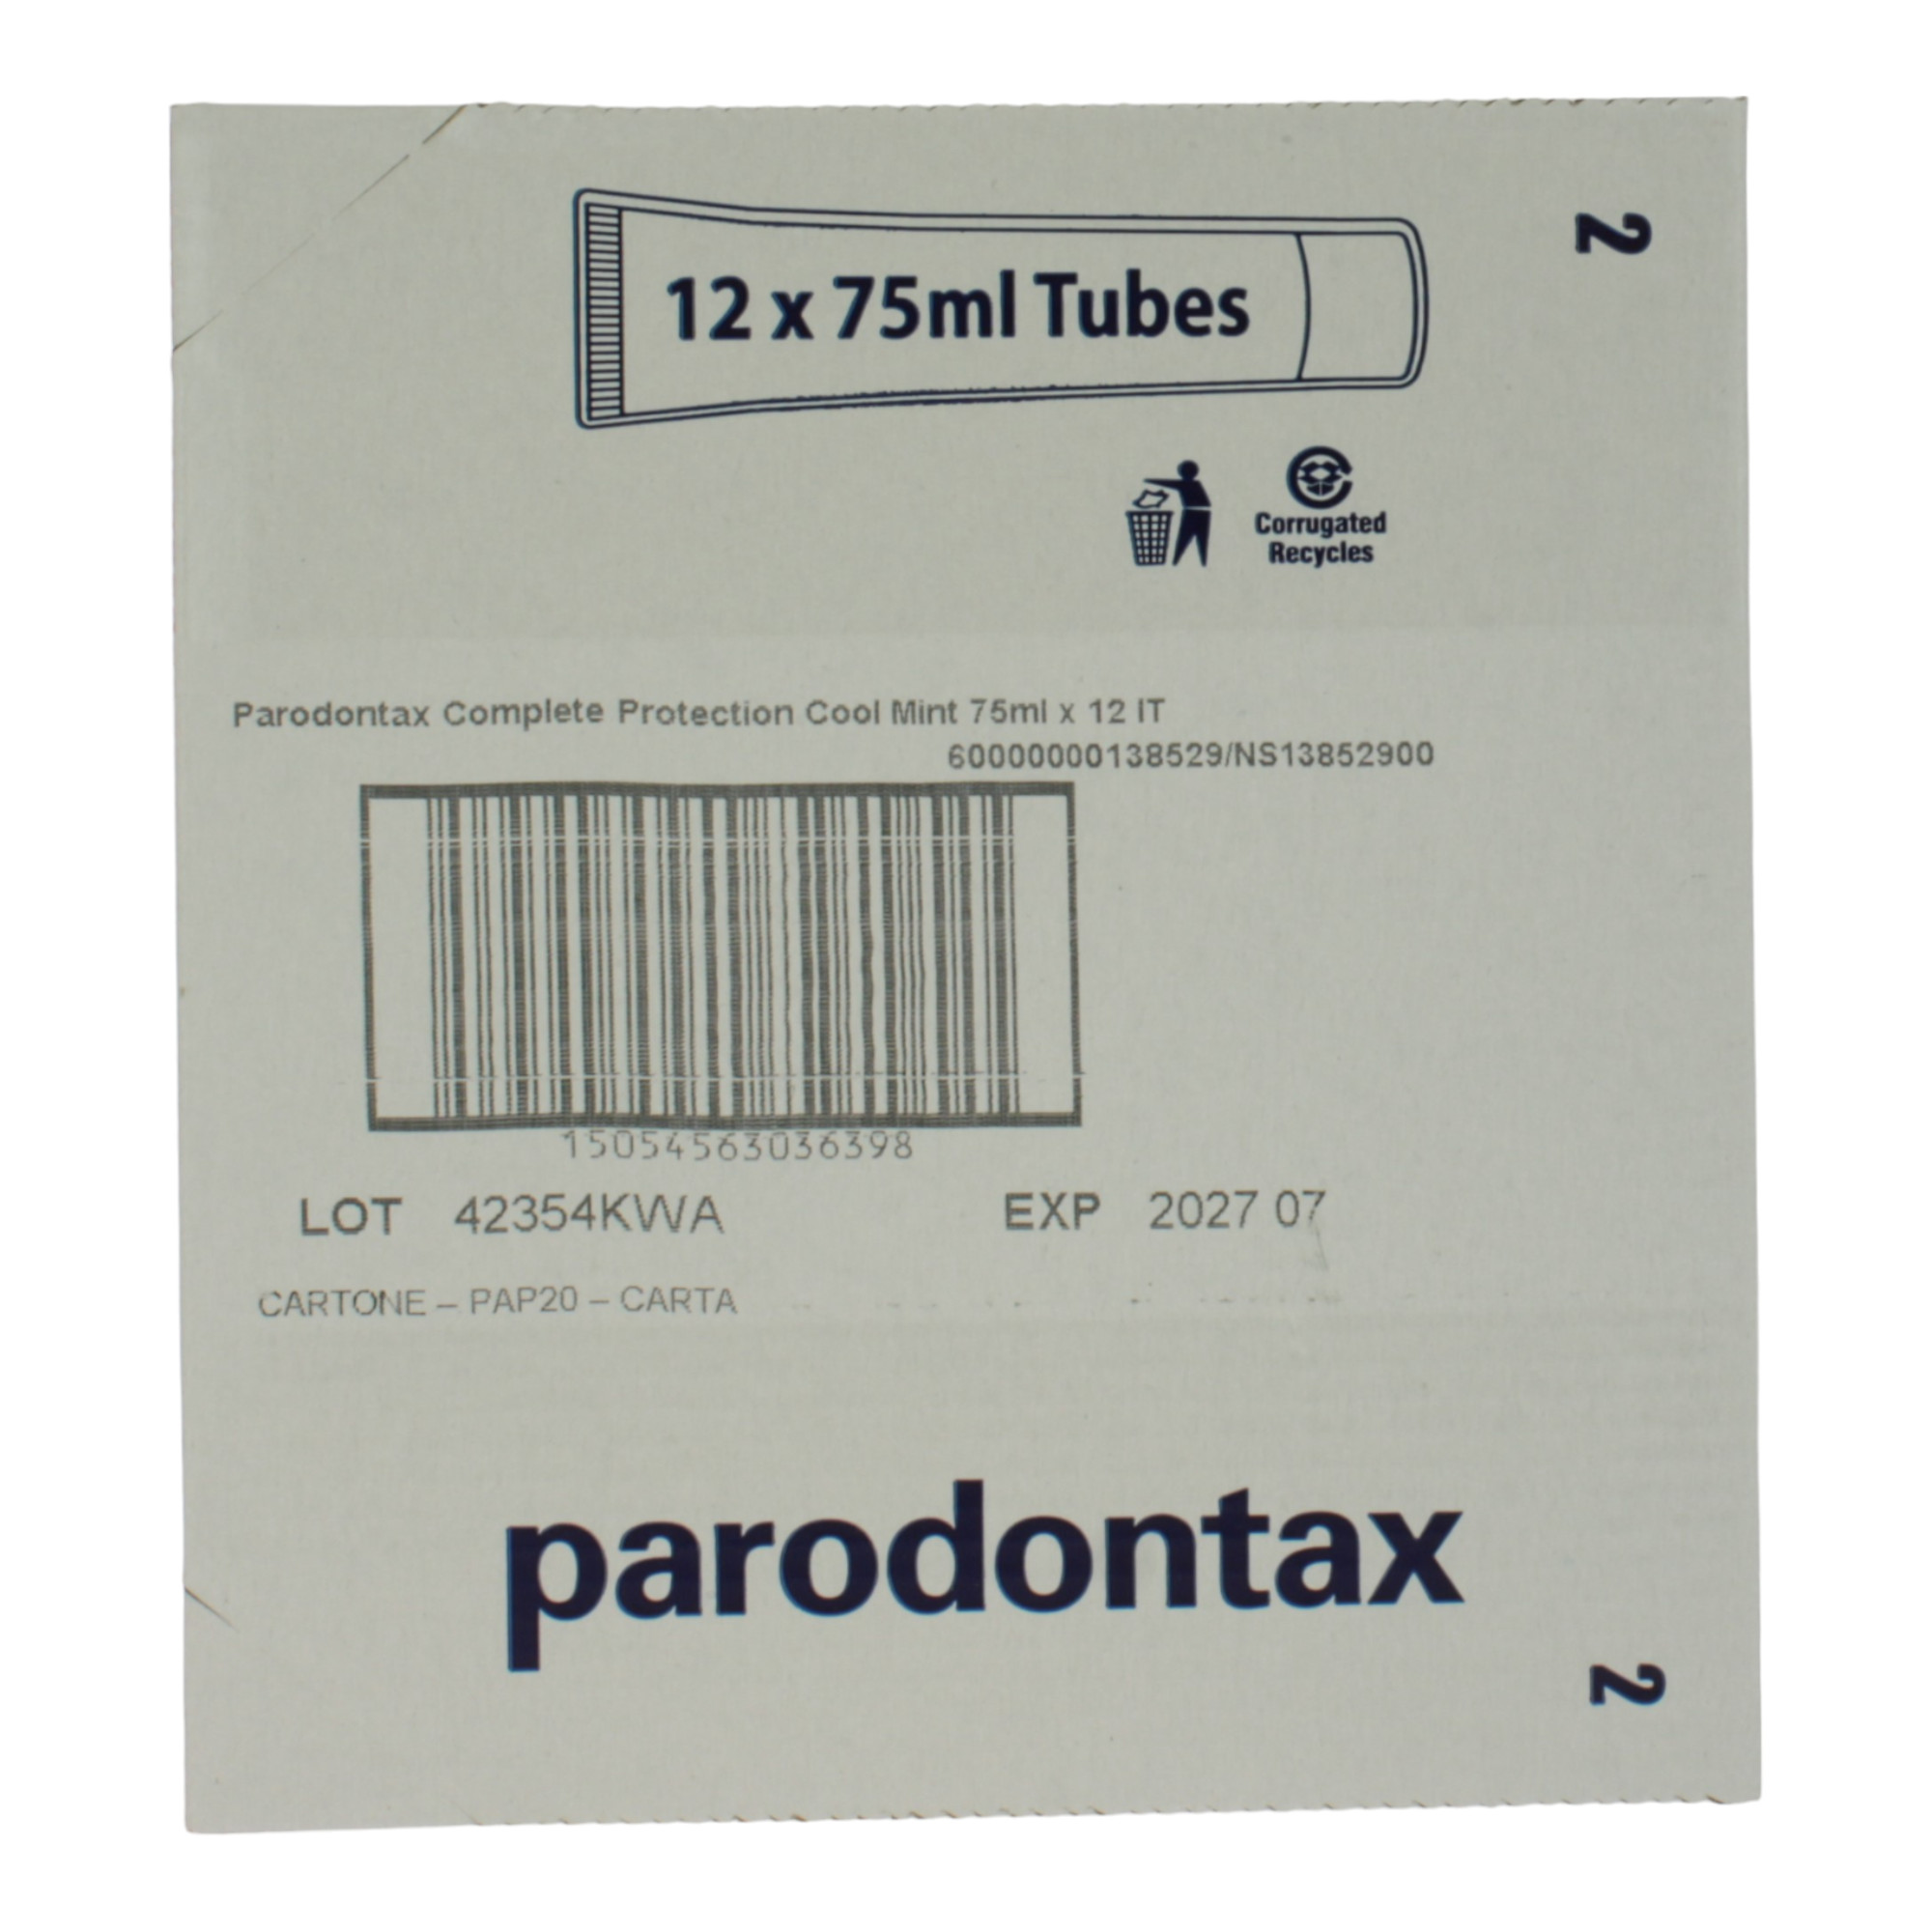 2
12 x 75ml Tubes
Corrugated
Recycles
Parodontax Complete Protection Cool Mint 75ml x 12 IT
60000000138529/NS13852900
15054563036398
LOT 42354KWA EXP 2027 07
CARTONE – PAP20 – CARTA
parodontax
2